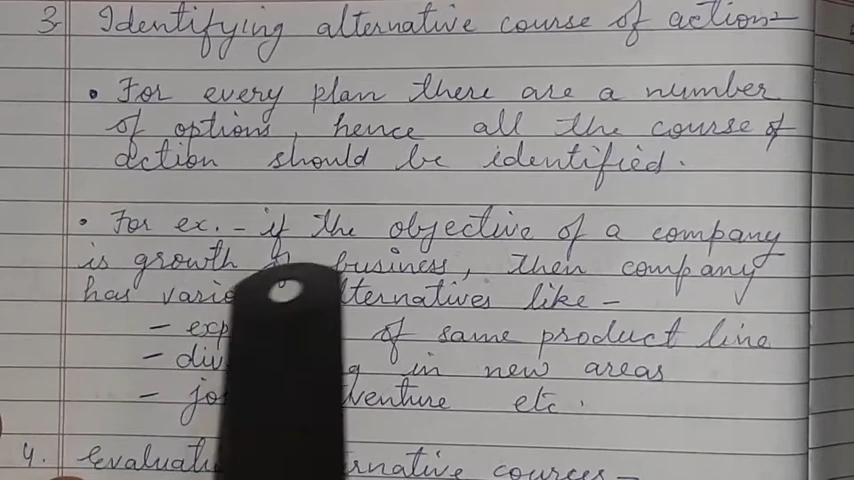 3. Identifying alternative course of action-
• For every plan there are a number
of options, hence all the course of
action should be identified.
• For ex. - if the objective of a company
is growth business, then company
has like -
- of same product line
- in new areas
- venture etc.
4. courses -